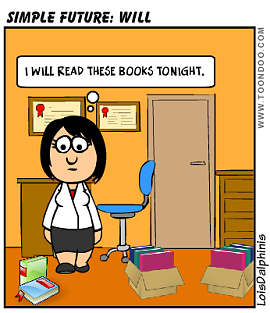 SIMPLE FUTURE: WILL
I WILL READ THESE BOOKS TONIGHT.
WWW.TOONDOO.COM
LoisDalphinis